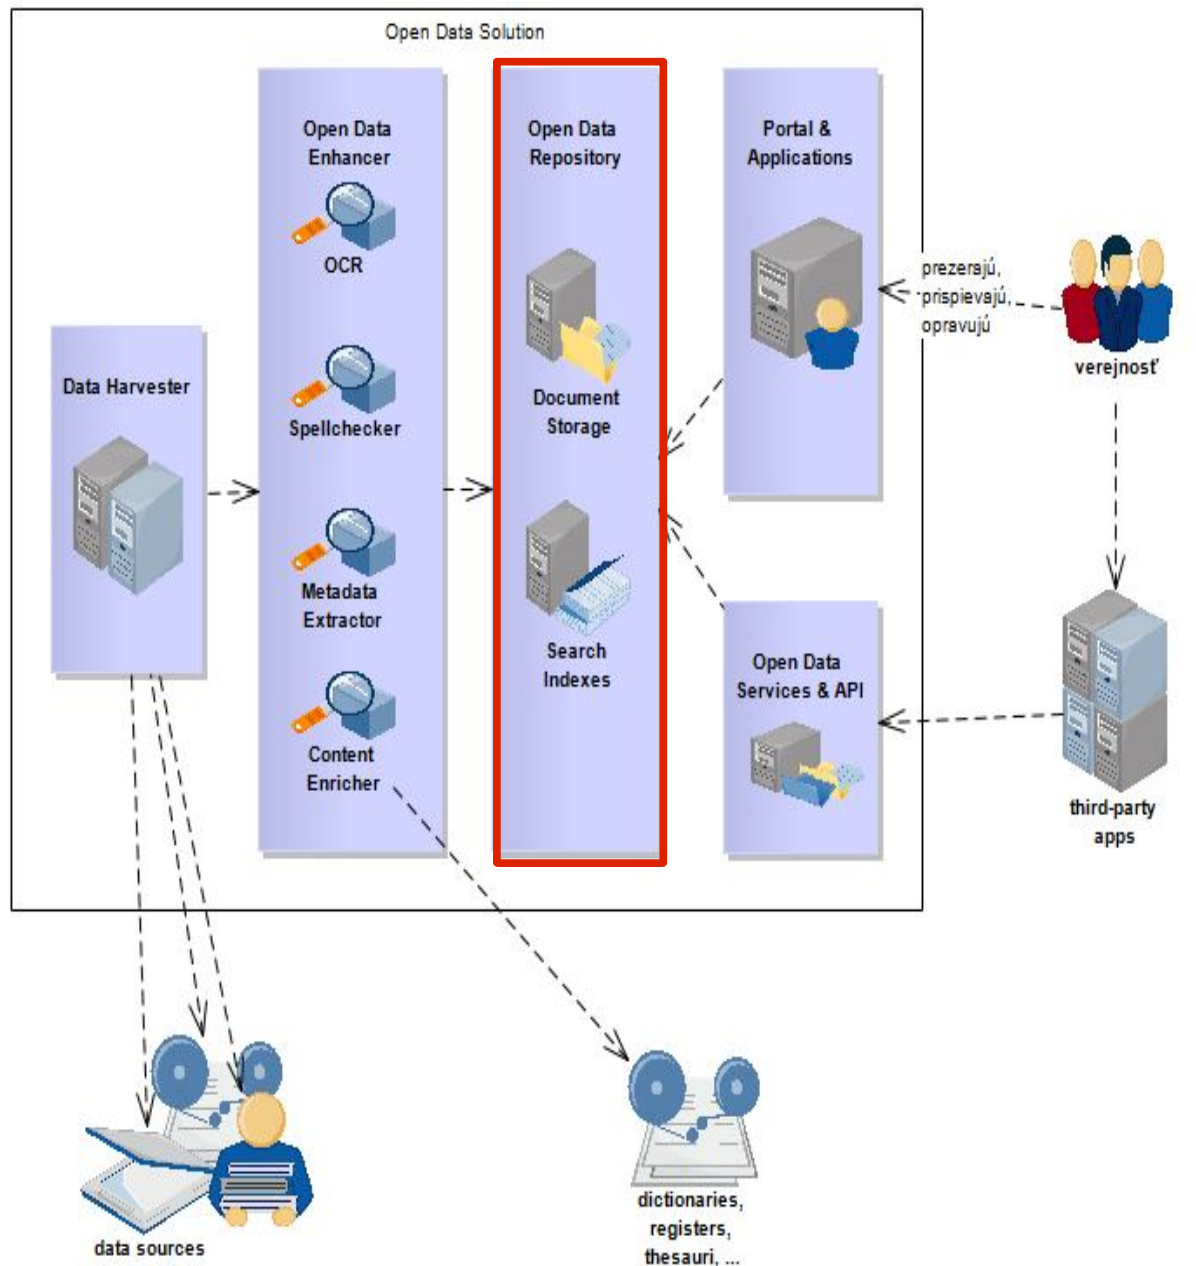 Open Data Solution
Open Data
Enhancer
OCR
Spellchecker
Metadata
Extractor
Content
Enricher
Open Data
Repository
Document
Storage
Search
Indexes
Portal &
Applications
prezerajú,
prispievajú,
opravujú
verejnosť
Data Harvester
Open Data
Services & API
third-party
apps
data sources
dictionaries,
registers,
thesauri, ...